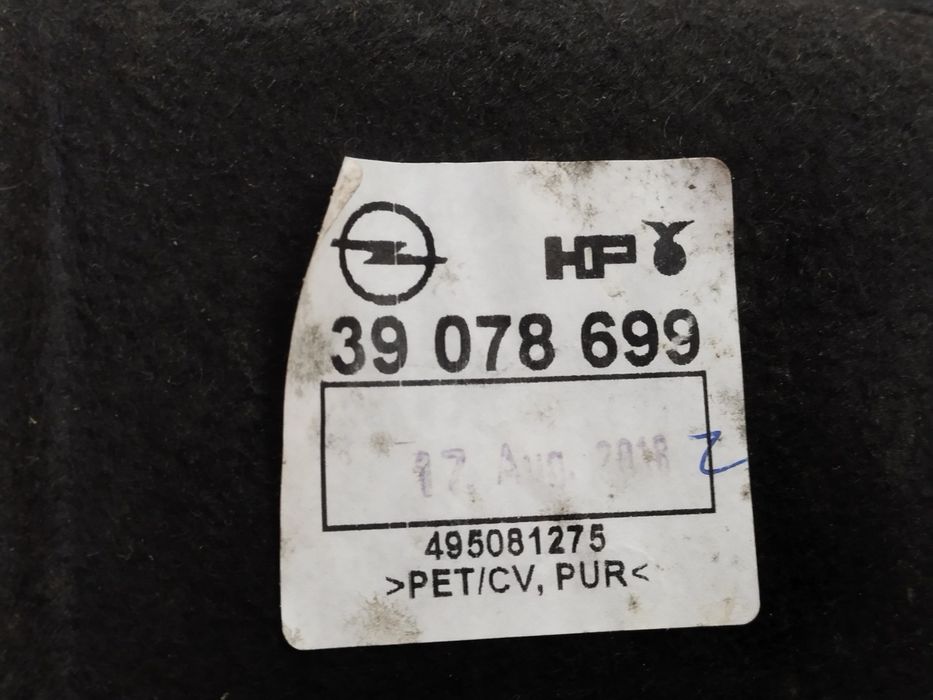 HP
39 078 699
17. Aug. 2018 Z
495081275
>PET/CV, PUR<